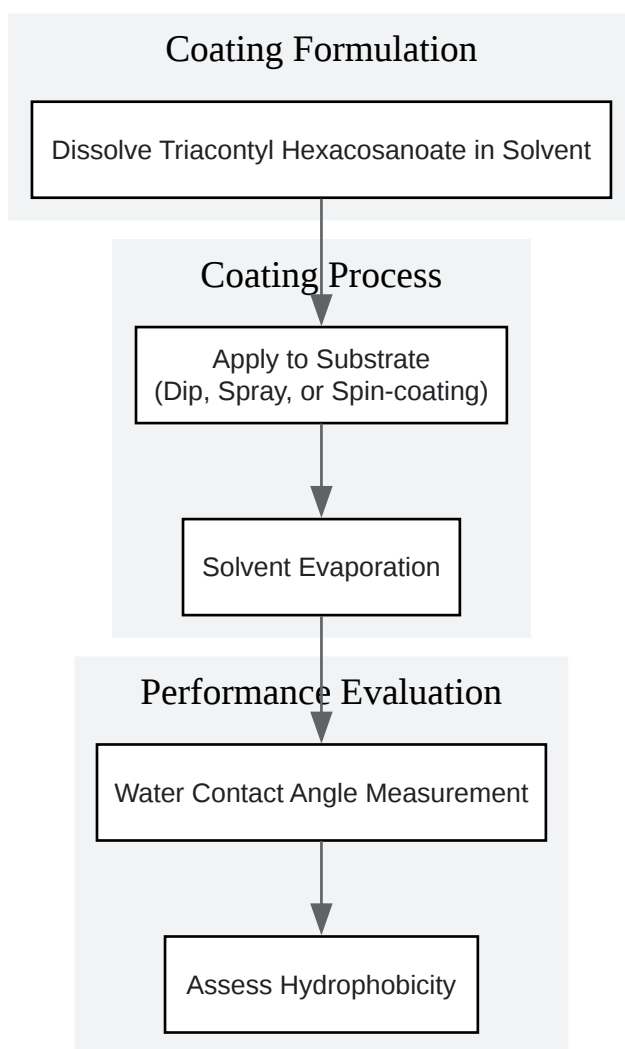 Coating Formulation
Dissolve Triacontyl Hexacosanoate in Solvent
Coating Process
Apply to Substrate
(Dip, Spray, or Spin-coating)
Solvent Evaporation
Performance Evaluation
Water Contact Angle Measurement
Assess Hydrophobicity